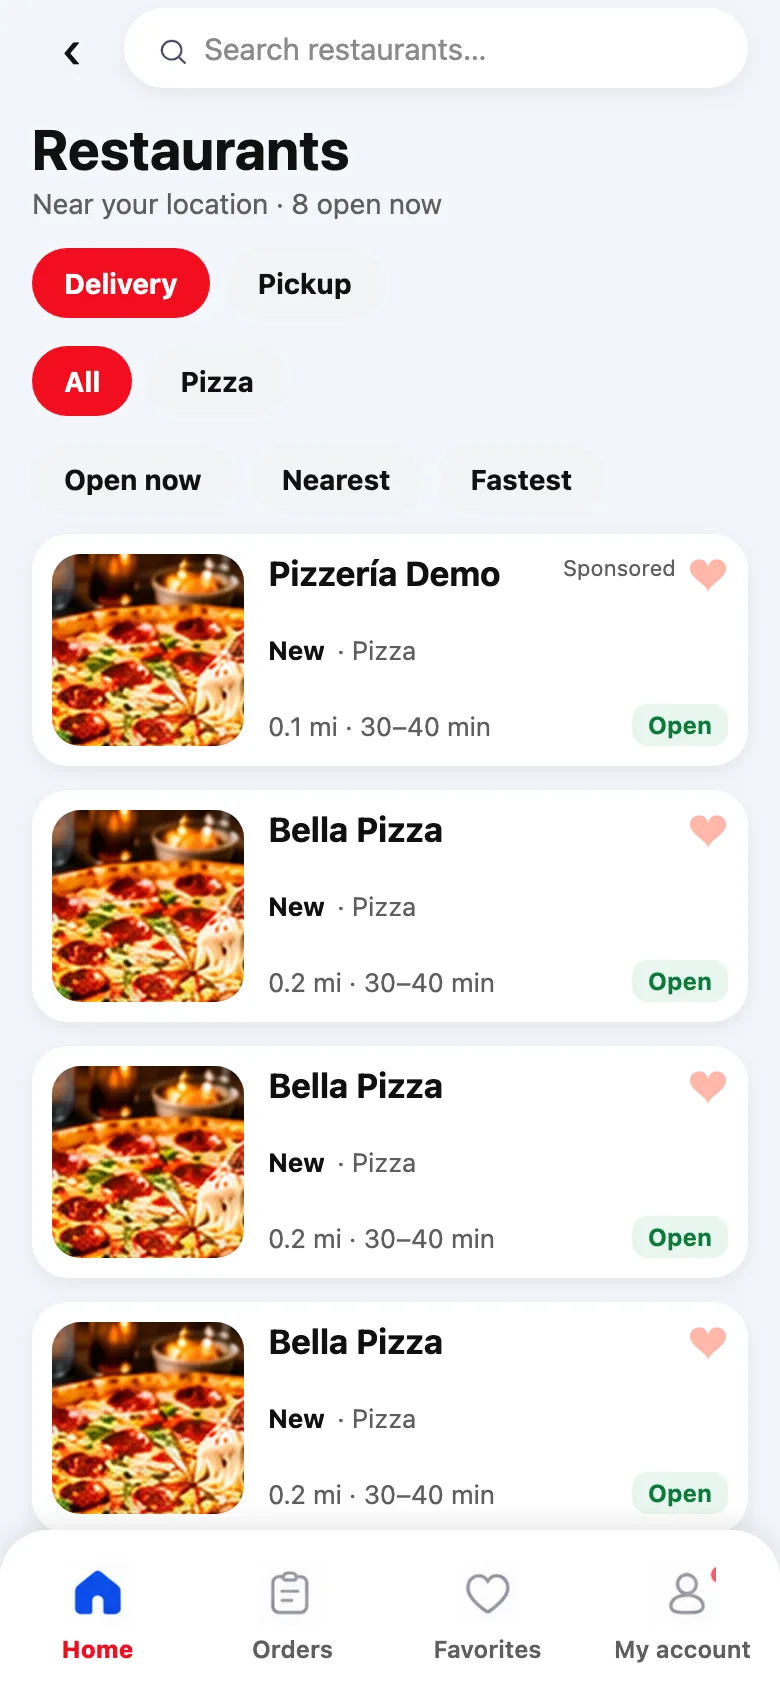 Search restaurants...
Restaurants
Near your location · 8 open now
Delivery Pickup
All Pizza
Open now Nearest Fastest
Pizzería Demo Sponsored
New · Pizza
0.1 mi · 30–40 min Open
Bella Pizza
New · Pizza
0.2 mi · 30–40 min Open
Bella Pizza
New · Pizza
0.2 mi · 30–40 min Open
Bella Pizza
New · Pizza
0.2 mi · 30–40 min Open
Home Orders Favorites My account